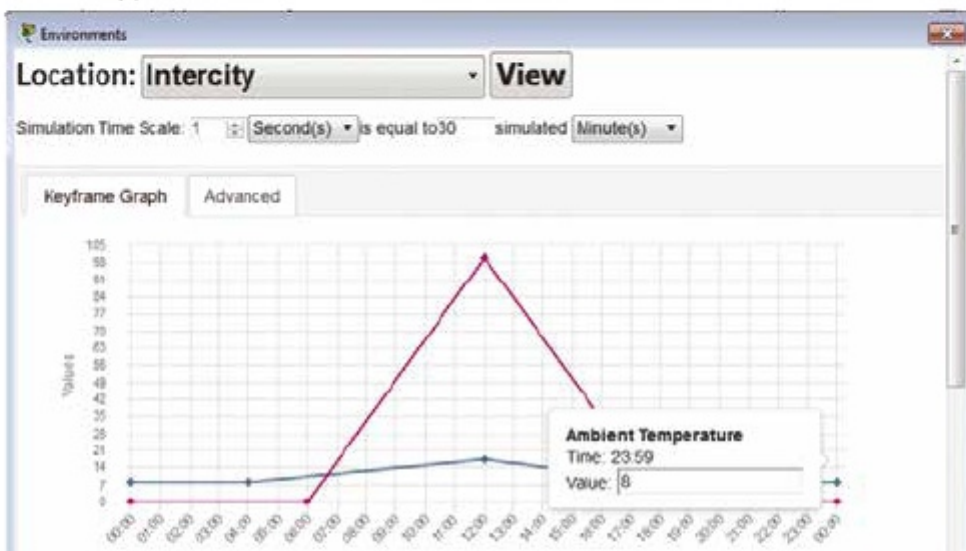 Environments
Location: Intercity View
Simulation Time Scale: 1 Second(s) is equal to30 simulated Minute(s)
Keyframe Graph Advanced
105
98
91
84
77
70
63
56
49
42
35
28
21
14
7
0
Values
Ambient Temperature
Time: 23:59
Value: 8
00:00 01:00 02:00 03:00 04:00 05:00 06:00 07:00 08:00 09:00 10:00 11:00 12:00 13:00 14:00 15:00 16:00 17:00 18:00 19:00 20:00 21:00 22:00 23:00 00:00